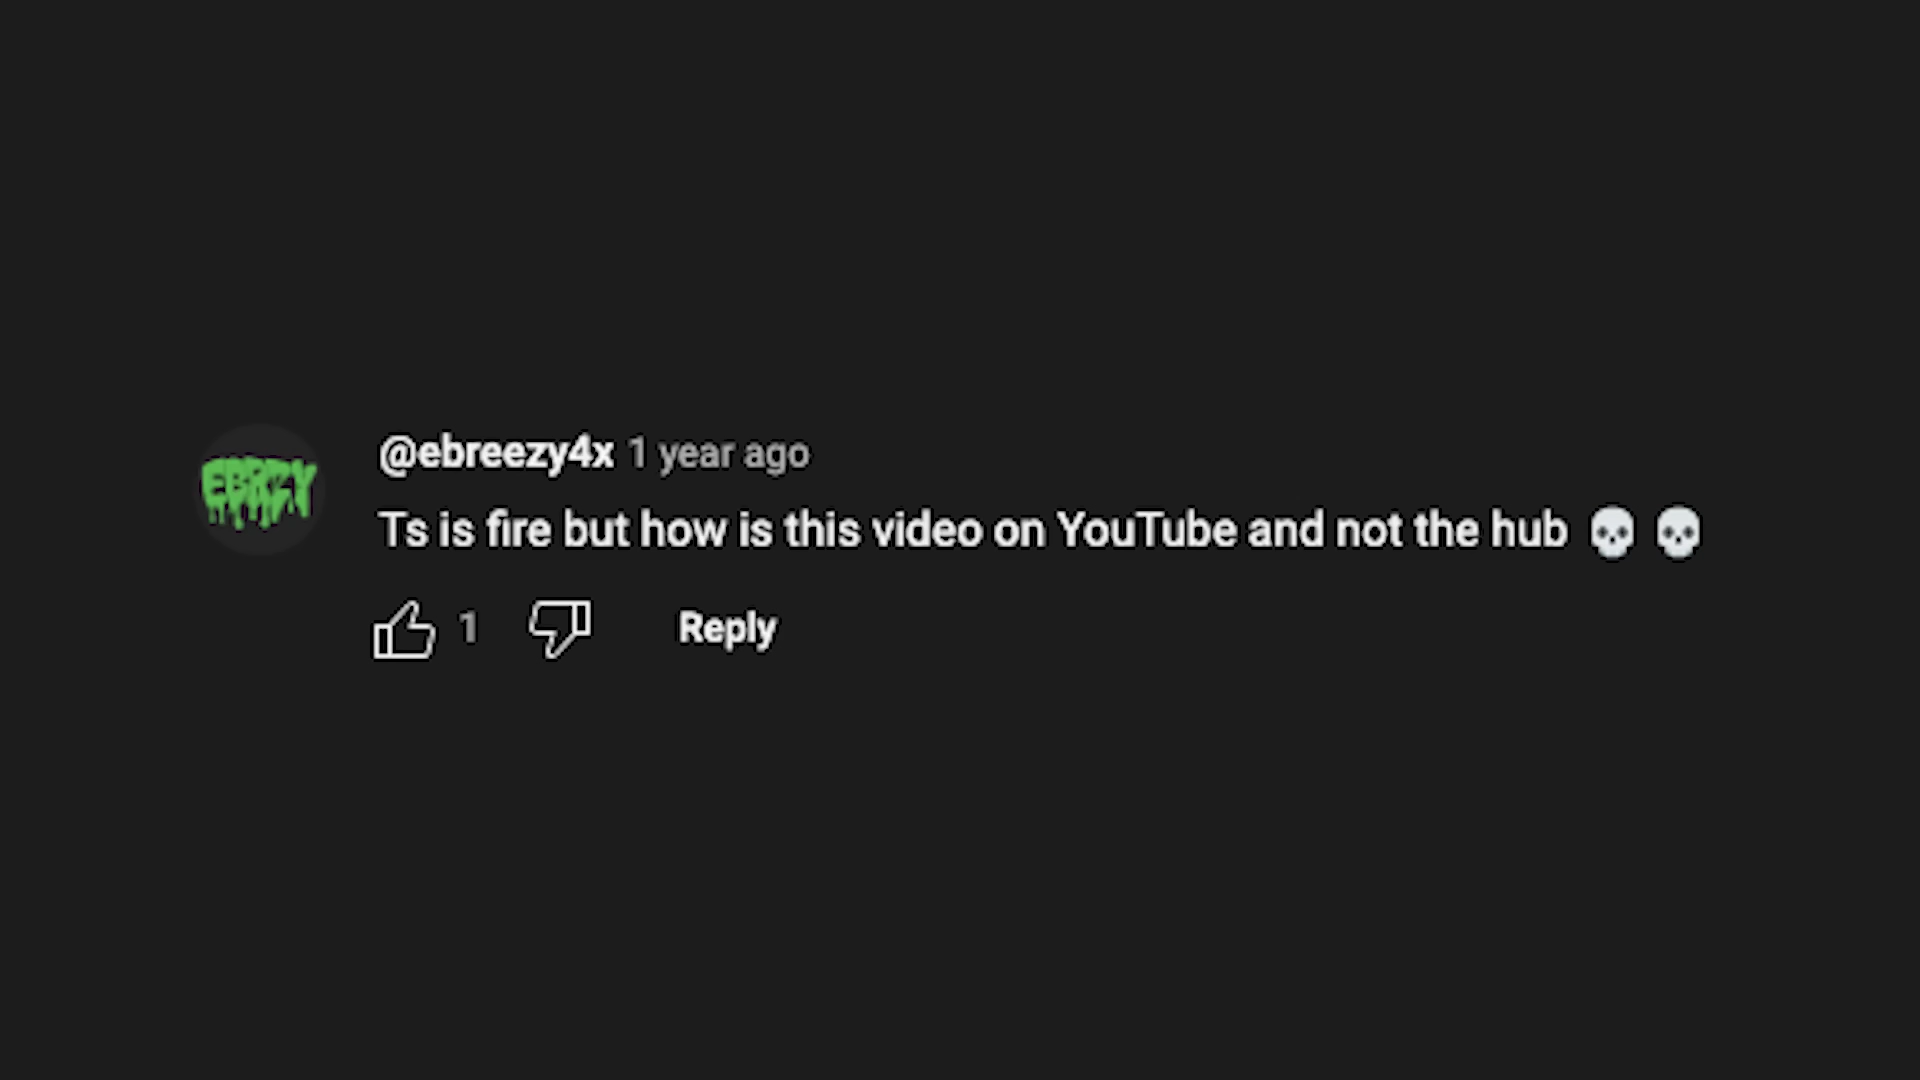 EBRZY
@ebreezy4x 1 year ago
Ts is fire but how is this video on YouTube and not the hub 💀 💀
1 Reply